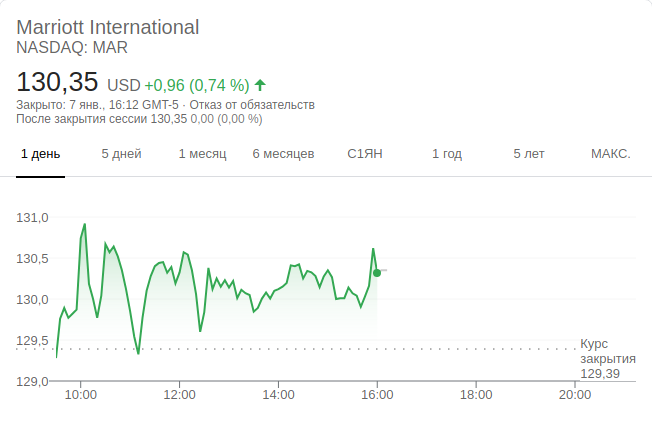 Marriott International
NASDAQ: MAR
130,35 USD +0,96 (0,74 %)
Закрыто: 7 янв., 16:12 GMT-5 · Отказ от обязательств
После закрытия сессии 130,35 0,00 (0,00 %)
1 день 5 дней 1 месяц 6 месяцев С1ЯН 1 год 5 лет МАКС.
131,0
130,5
130,0
129,5
129,0
Курс
закрытия
129,39
10:00 12:00 14:00 16:00 18:00 20:00